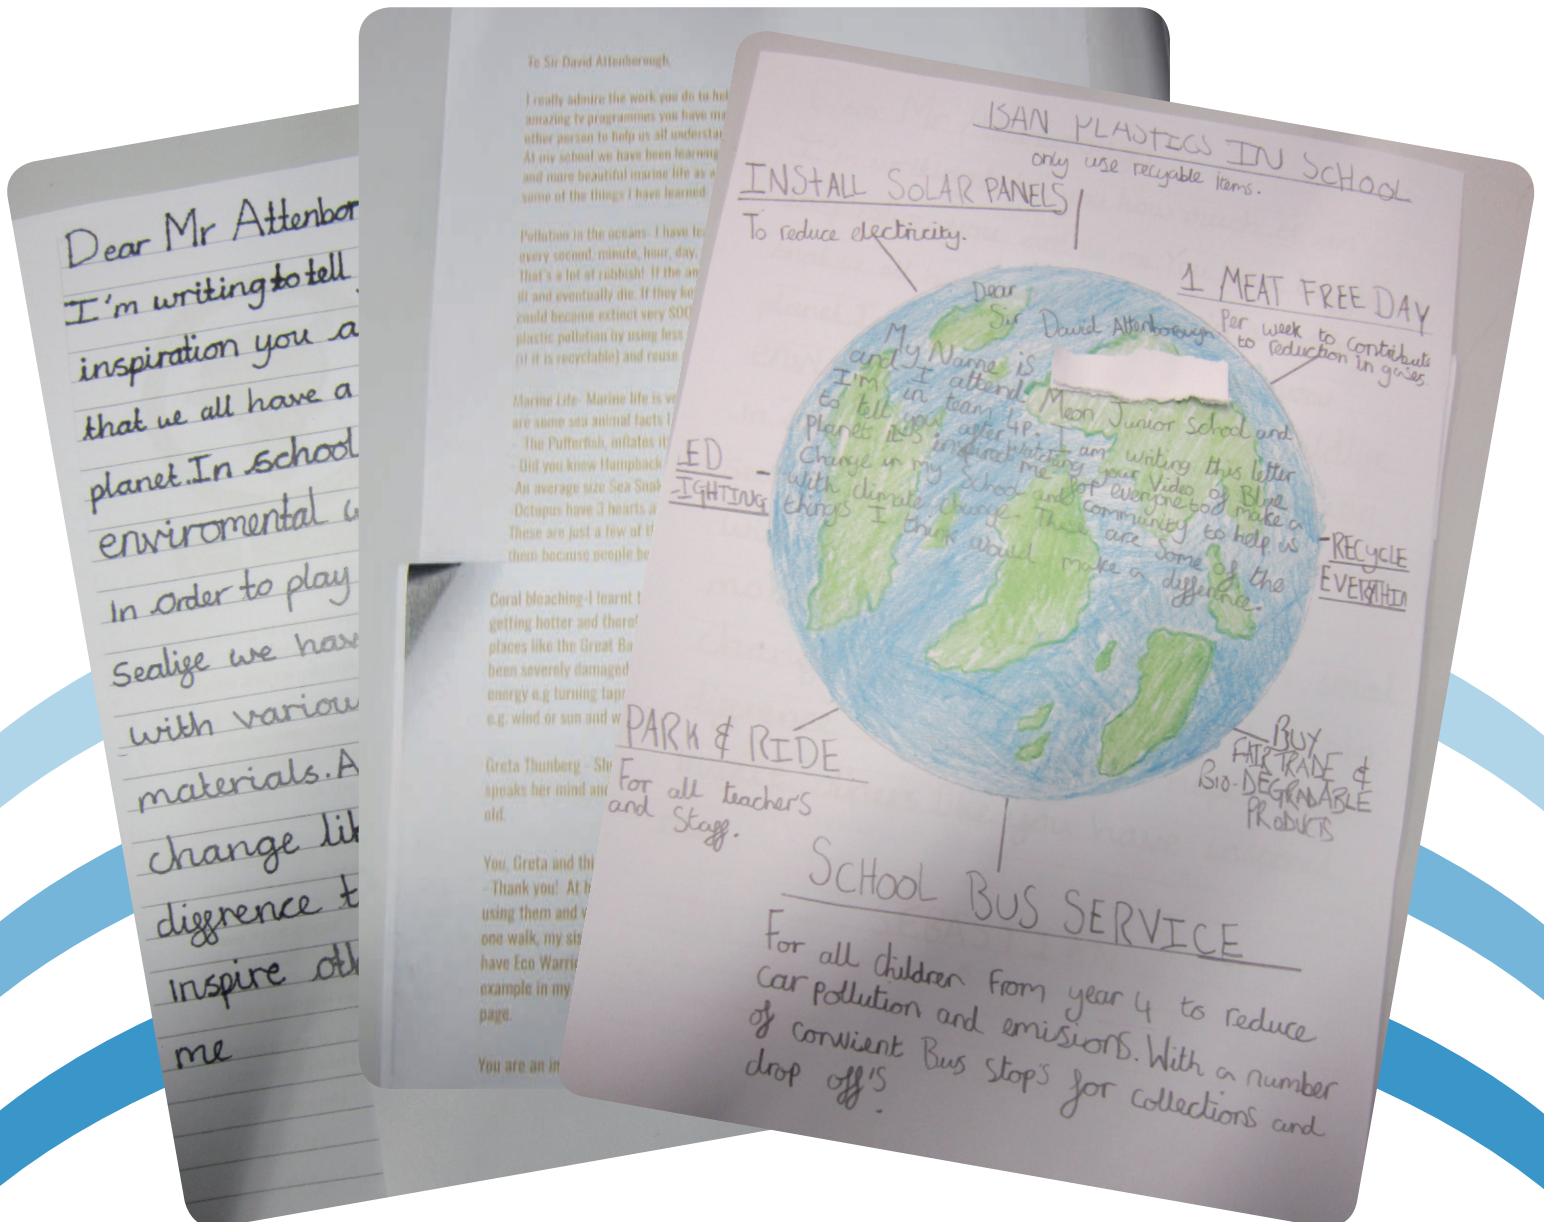 Dear Mr Attenbor
I'm writing to tell
inspiration you a
that we all have a
planet. In school
enviromental
In order to play
Sealige we hav
with variou
materials. A
change lik
diggrence t
inspire oth
me
To Sir David Attenborough,
I really admire the work you do to hel
amazing tv programmes you have ma
other person to help us all understa
At my school we have been learning
and more beautiful marine life as
some of the things I have learned
Pollution in the oceans- I have le
every second, minute, hour, day,
That's a lot of rubbish! If the an
ill and eventually die. If they ke
could become extinct very SOO
plastic pollution by using less
(if it is recyclable) and reuse
Marine Life- Marine life is ve
are some sea animal facts I
- The Pufferfish, inflates it
- Did you know Humpback
- An average size Sea Sna
- Octopus have 3 hearts a
These are just a few of t
them because people be
Coral bleaching-I learnt t
getting hotter and there
places like the Great Ba
been severely damaged
energy e.g turning tap
e.g. wind or sun and w
Greta Thunberg - Sh
speaks her mind and
old.
You, Greta and thi
- Thank you! At h
using them and
one walk, my sis
have Eco Warri
example in my
page.
You are an in
BAN PLASTICS IN SCHOOL
only use recyable items.
INSTALL SOLAR PANELS
To reduce electricity.
1 MEAT FREE DAY
Per week to contribute
to reduction in gases.
Dear
Sir David Attenborough
My Name is
and I attend Meon Junior School and
I'm in team 4P. I am writing this letter
to tell you after watching your Video of Blue
Planet it's inspired me for everyone to make a
Change in my School and community to help us
with climate change. These are some of the
things I think would make a difference.
ED
IGHTING
RECYCLE
EVERYTHIN
PARK & RIDE
For all teacher's
and Staff.
BUY
FAIRTRADE &
BIO-DEGRADABLE
PRODUCTS
SCHOOL BUS SERVICE
For all children From year 4 to reduce
car pollution and emisions. With a number
of convient Bus stop's for collections and
drop off's.